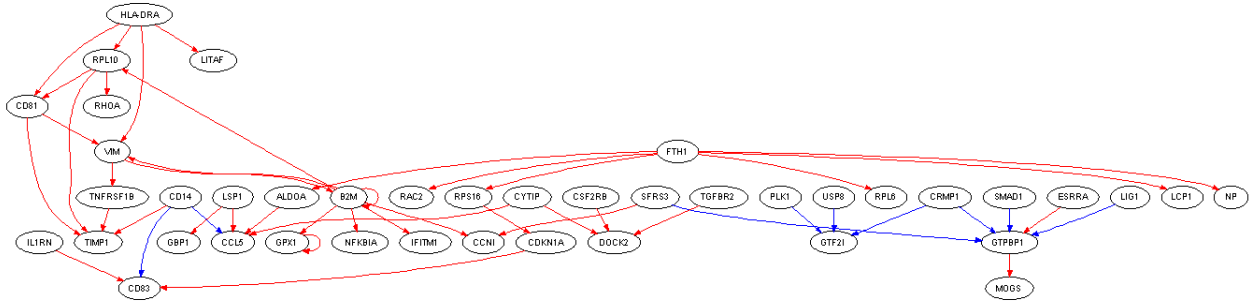 HLA-DRA
RPL10
LITAF
CD81
RHOA
VIM
FTH1
TNFRSF1B
CD14
LSP1
ALDOA
B2M
RAC2
RPS16
CYTIP
CSF2RB
SFRS3
TGFBR2
PLK1
USP8
RPL6
CRMP1
SMAD1
ESRRA
LIG1
LCP1
NP
IL1RN
TIMP1
GBP1
CCL5
GPX1
NFKBIA
IFITM1
CCNI
CDKN1A
DOCK2
GTF2I
GTPBP1
CD83
MOGS